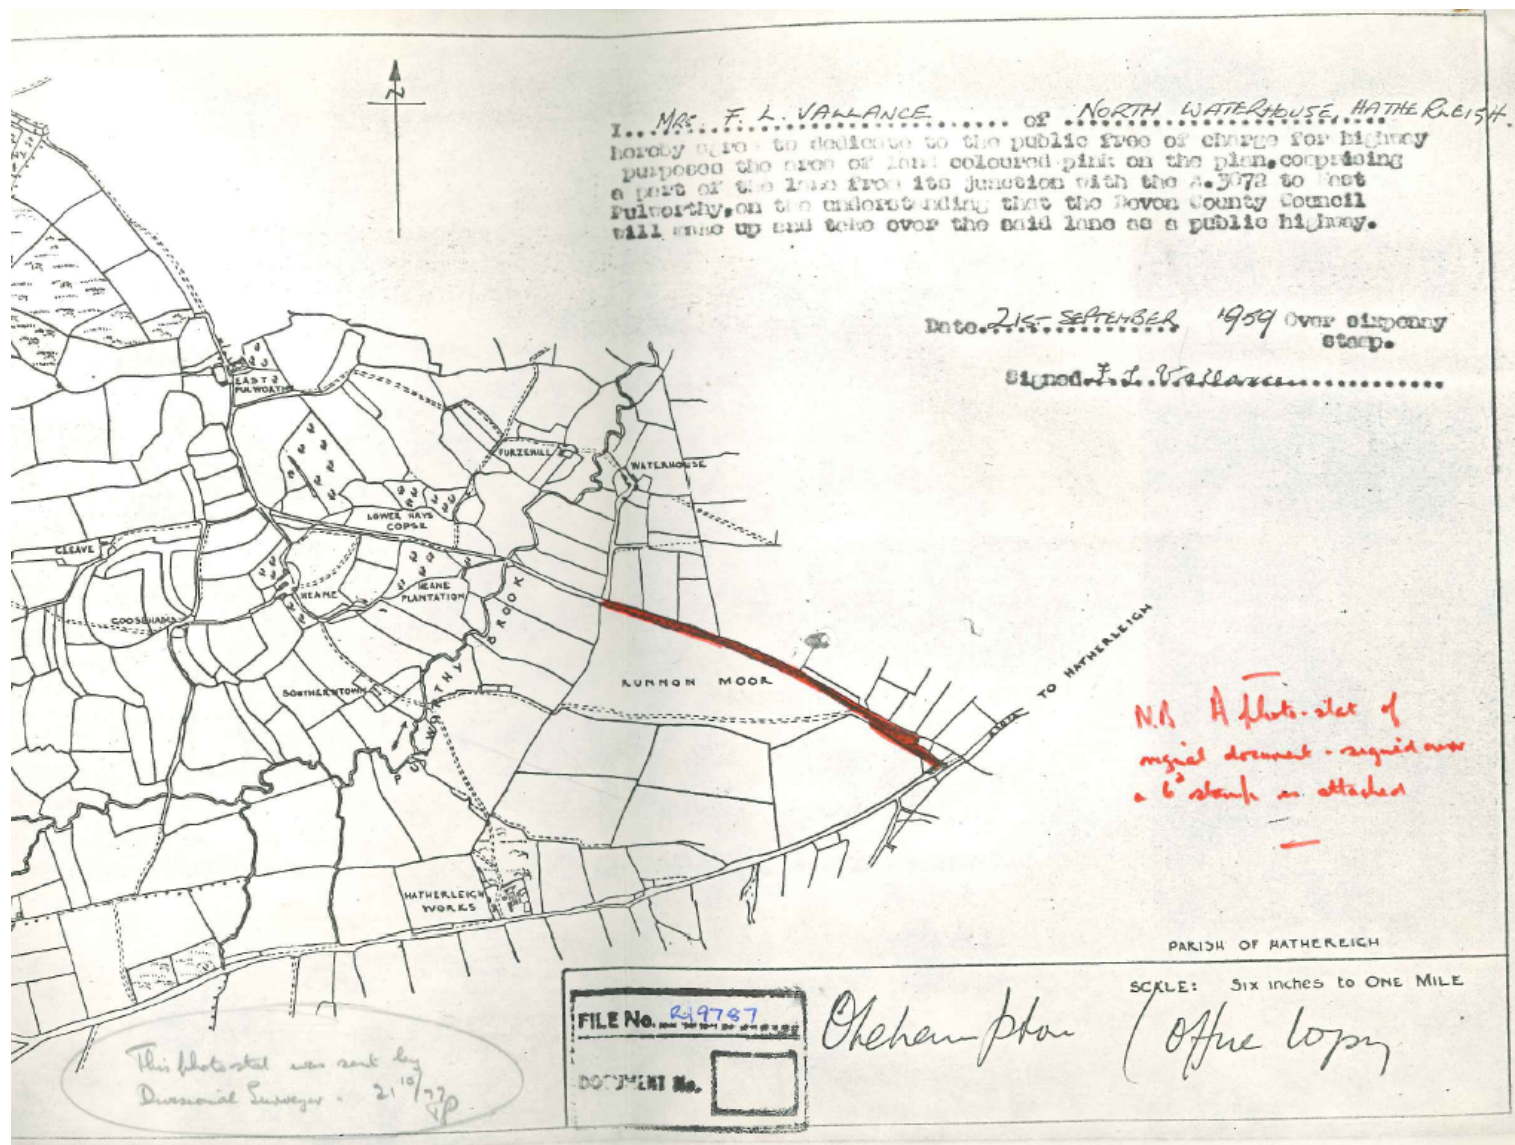 N
I... MRS. F. L. VALLANCE ............ of NORTH WATERHOUSE, HATHERLEIGH.
hereby agree to dedicate to the public free of charge for highway
purposes the area of land coloured pink on the plan, comprising
a part of the lane from its junction with the A.3072 to East
Pulworthy, on the understanding that the Devon County Council
will make up and take over the said lane as a public highway.
Date. 21ST SEPTEMBER 1959 Over sixpenny
stamp.
Signed. F. L. Vallance
EAST
PULWORTHY
FURZEHILL
WATERHOUSE
LOWER HAYS
COPSE
CLEAVE
HEANE
HEANE
PLANTATION
GOOSEHAMS
PULWORTHY BROOK
SOUTHERNTOWN
RUNNON MOOR
TO HATHERLEIGH
N.B A photo-stat of
original document - signed over
a 6d stamp is attached
HATHERLEIGH
WORKS
PARISH OF HATHEREIGH
SCALE: SIX INCHES TO ONE MILE
FILE No. R19787
DOCUMENT No.
Okehampton (Office Copy
This photostat was sent by
Divisional Surveyor - 21/10/77